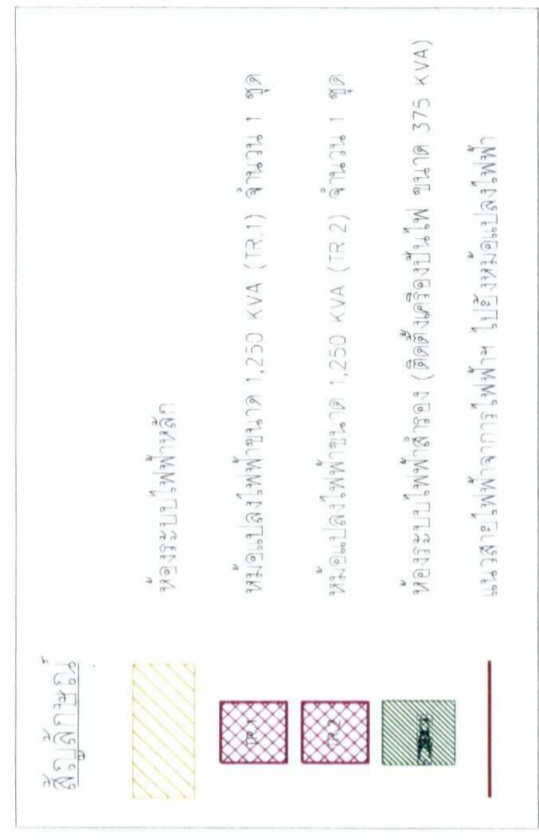 สัญลักษณ์
ห้องระบบไฟฟ้าหลัก
TR.1 หม้อแปลงไฟฟ้าขนาด 1,250 KVA (TR.1) จำนวน 1 ชุด
TR.2 หม้อแปลงไฟฟ้าขนาด 1,250 KVA (TR.2) จำนวน 1 ชุด
ห้องระบบไฟฟ้าสำรอง (ติดตั้งเครื่องปั่นไฟ ขนาด 375 KVA)
แนวสายไฟฟ้าจากการไฟฟ้าฯ ไปยังหม้อแปลงไฟฟ้า